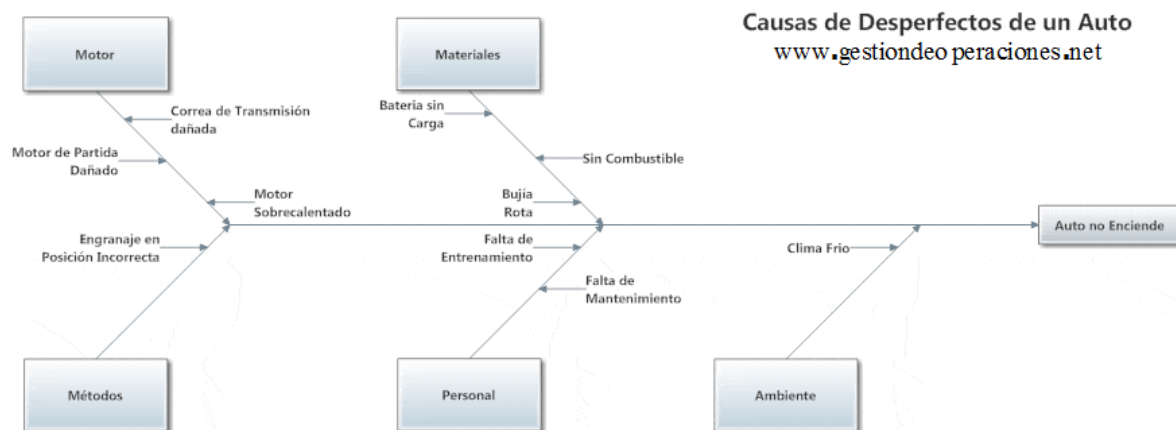 Causas de Desperfectos de un Auto
www.gestiondeoperaciones.net
Motor
Materiales
Correa de Transmisión
dañada
Motor de Partida
Dañado
Motor
Sobrecalentado
Bateria sin
Carga
Sin Combustible
Bujía
Rota
Auto no Enciende
Engranaje en
Posición Incorrecta
Falta de
Entrenamiento
Falta de
Mantenimiento
Clima Frio
Métodos
Personal
Ambiente